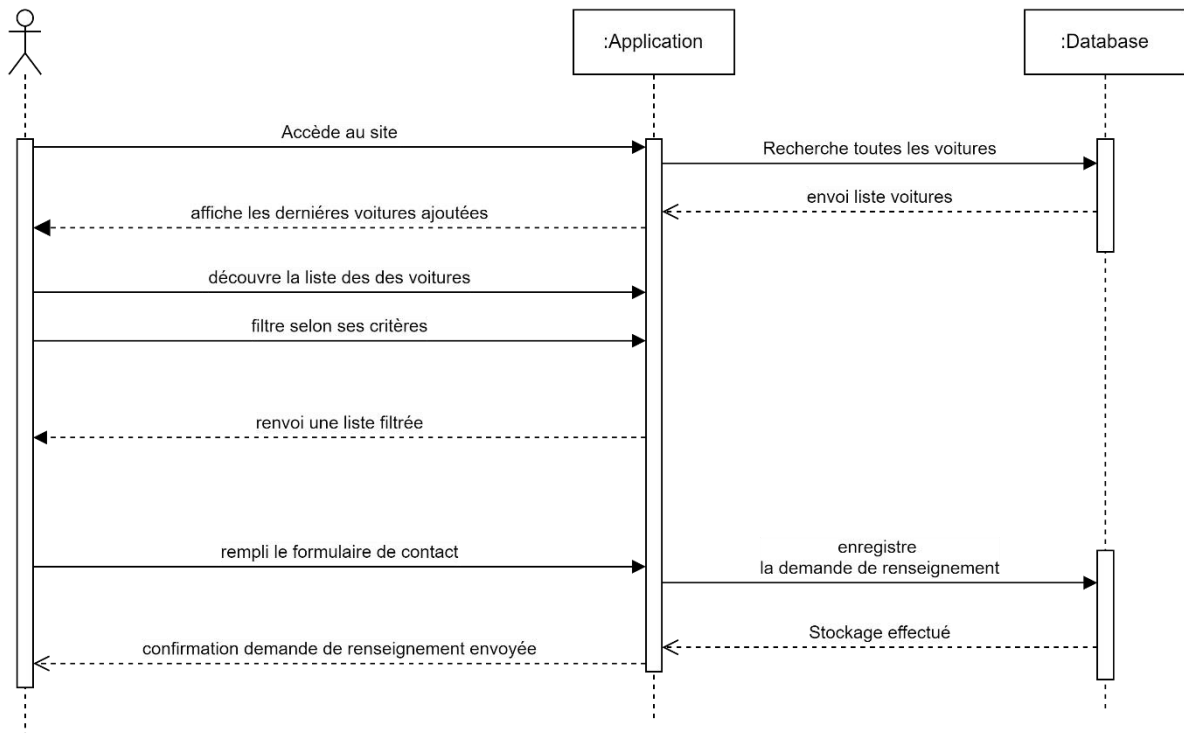 :Application
:Database
Accède au site
Recherche toutes les voitures
envoi liste voitures
affiche les derniéres voitures ajoutées
découvre la liste des des voitures
filtre selon ses critères
renvoi une liste filtrée
rempli le formulaire de contact
enregistre
la demande de renseignement
Stockage effectué
confirmation demande de renseignement envoyée